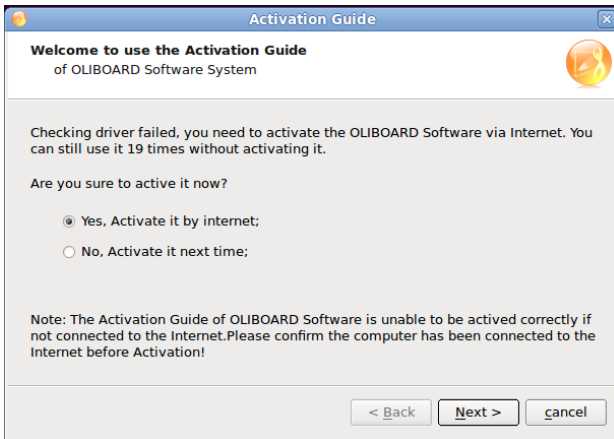 Activation Guide
Welcome to use the Activation Guide
of OLIBOARD Software System
Checking driver failed, you need to activate the OLIBOARD Software via Internet. You
can still use it 19 times without activating it.
Are you sure to active it now?
Yes, Activate it by internet;
No, Activate it next time;
Note: The Activation Guide of OLIBOARD Software is unable to be actived correctly if
not connected to the Internet.Please confirm the computer has been connected to the
Internet before Activation!
< Back
Next >
cancel